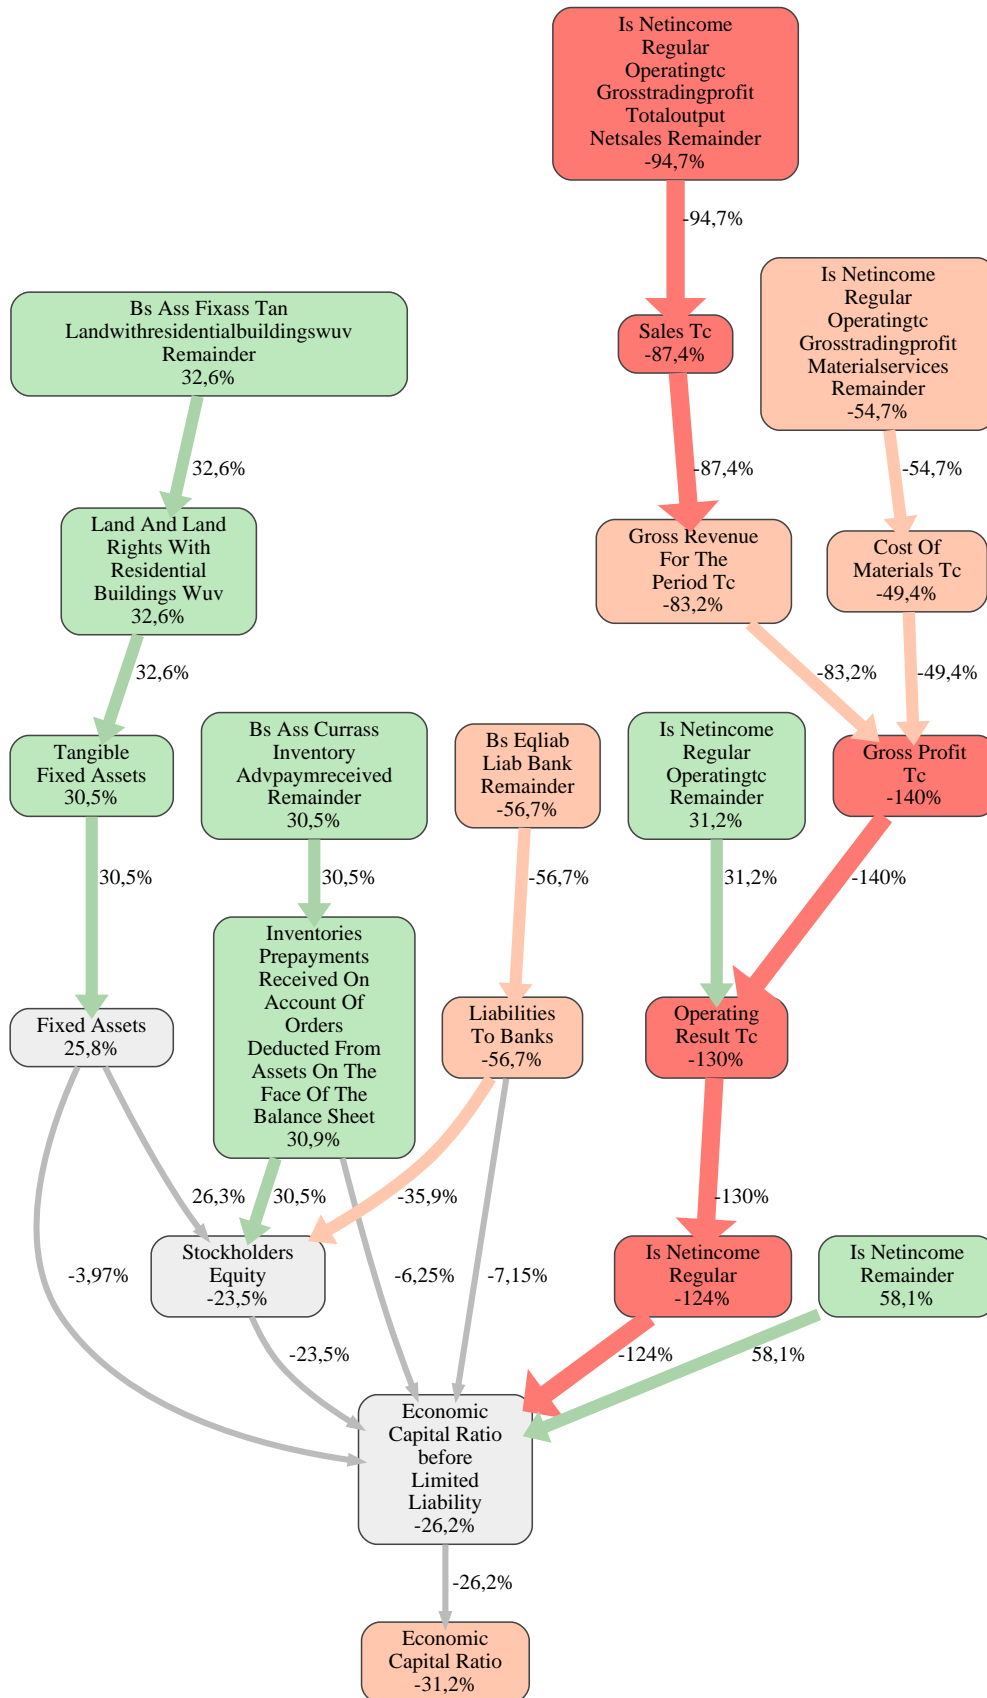 Is Netincome
Regular
Operatingtc
Grosstradingprofit
Totaloutput
Netsales Remainder
-94,7%
-94,7%
Bs Ass Fixass Tan
Landwithresidentialbuildingswuv
Remainder
32,6%
Sales Tc
-87,4%
Is Netincome
Regular
Operatingtc
Grosstradingprofit
Materialservices
Remainder
-54,7%
32,6%
-87,4%
-54,7%
Land And Land
Rights With
Residential
Buildings Wuv
32,6%
Gross Revenue
For The
Period Tc
-83,2%
Cost Of
Materials Tc
-49,4%
32,6%
-83,2%
-49,4%
Tangible
Fixed Assets
30,5%
Bs Ass Currass
Inventory
Advpaymreceived
Remainder
30,5%
Bs Eqliab
Liab Bank
Remainder
-56,7%
Is Netincome
Regular
Operatingtc
Remainder
31,2%
Gross Profit
Tc
-140%
30,5%
30,5%
-56,7%
31,2%
-140%
Fixed Assets
25,8%
Inventories
Prepayments
Received On
Account Of
Orders
Deducted From
Assets On The
Face Of The
Balance Sheet
30,9%
Liabilities
To Banks
-56,7%
Operating
Result Tc
-130%
26,3%
30,5%
-35,9%
-130%
Stockholders
Equity
-23,5%
Is Netincome
Regular
-124%
Is Netincome
Remainder
58,1%
-3,97%
-6,25%
-7,15%
-23,5%
-124%
58,1%
Economic
Capital Ratio
before
Limited
Liability
-26,2%
-26,2%
Economic
Capital Ratio
-31,2%